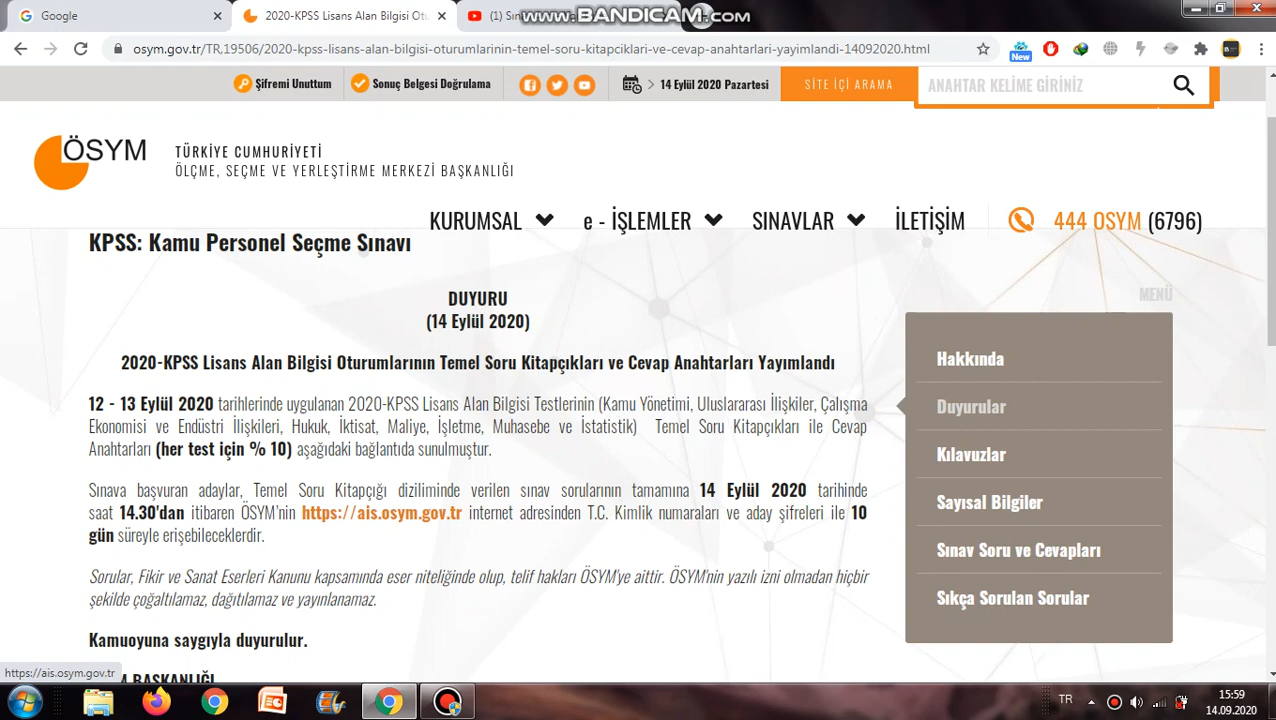 Google
2020-KPSS Lisans Alan Bilgisi Otu
www.BANDICAM.com
osym.gov.tr/TR,19506/2020-kpss-lisans-alan-bilgisi-oturumlarinin-temel-soru-kitapciklari-ve-cevap-anahtarlari-yayimlandi-14092020.html
New
Şifremi Unuttum
Sonuç Belgesi Doğrulama
14 Eylül 2020 Pazartesi
SİTE İÇİ ARAMA
ANAHTAR KELİME GİRİNİZ
ÖSYM
TÜRKİYE CUMHURİYETİ
ÖLÇME, SEÇME VE YERLEŞTİRME MERKEZİ BAŞKANLIĞI
KURUMSAL
e - İŞLEMLER
SINAVLAR
İLETİŞİM
444 OSYM (6796)
KPSS: Kamu Personel Seçme Sınavı
DUYURU
(14 Eylül 2020)
2020-KPSS Lisans Alan Bilgisi Oturumlarının Temel Soru Kitapçıkları ve Cevap Anahtarları Yayımlandı
12 - 13 Eylül 2020 tarihlerinde uygulanan 2020-KPSS Lisans Alan Bilgisi Testlerinin (Kamu Yönetimi, Uluslararası İlişkiler, Çalışma
Ekonomisi ve Endüstri İlişkileri, Hukuk, İktisat, Maliye, İşletme, Muhasebe ve İstatistik) Temel Soru Kitapçıkları ile Cevap
Anahtarları (her test için % 10) aşağıdaki bağlantıda sunulmuştur.
Sınava başvuran adaylar, Temel Soru Kitapçığı diziliminde verilen sınav sorularının tamamına 14 Eylül 2020 tarihinde
saat 14.30'dan itibaren ÖSYM'nin https://ais.osym.gov.tr internet adresinden T.C. Kimlik numaraları ve aday şifreleri ile 10
gün süreyle erişebileceklerdir.
Sorular, Fikir ve Sanat Eserleri Kanunu kapsamında eser niteliğinde olup, telif hakları ÖSYM'ye aittir. ÖSYM'nin yazılı izni olmadan hiçbir
şekilde çoğaltılamaz, dağıtılamaz ve yayınlanamaz.
Kamuoyuna saygıyla duyurulur.
BAŞKANLIĞI
MENÜ
Hakkında
Duyurular
Kılavuzlar
Sayısal Bilgiler
Sınav Soru ve Cevapları
Sıkça Sorulan Sorular
https://ais.osym.gov.tr
TR
15:59
14.09.2020